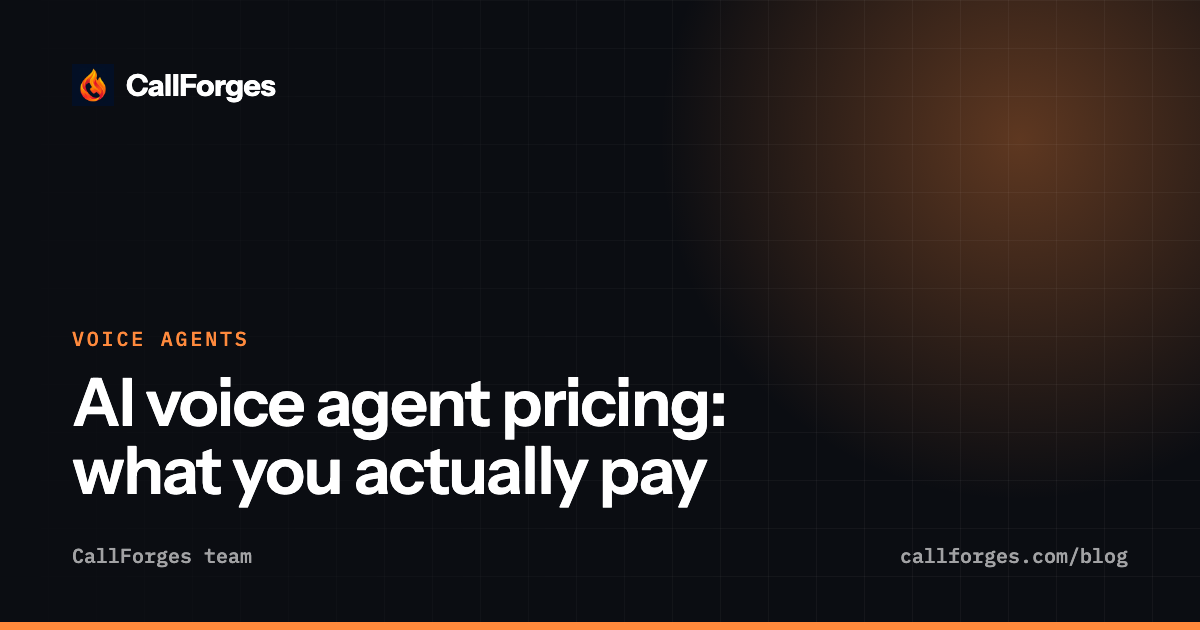 CallForges
VOICE AGENTS
AI voice agent pricing:
what you actually pay
CallForges team
callforges.com/blog